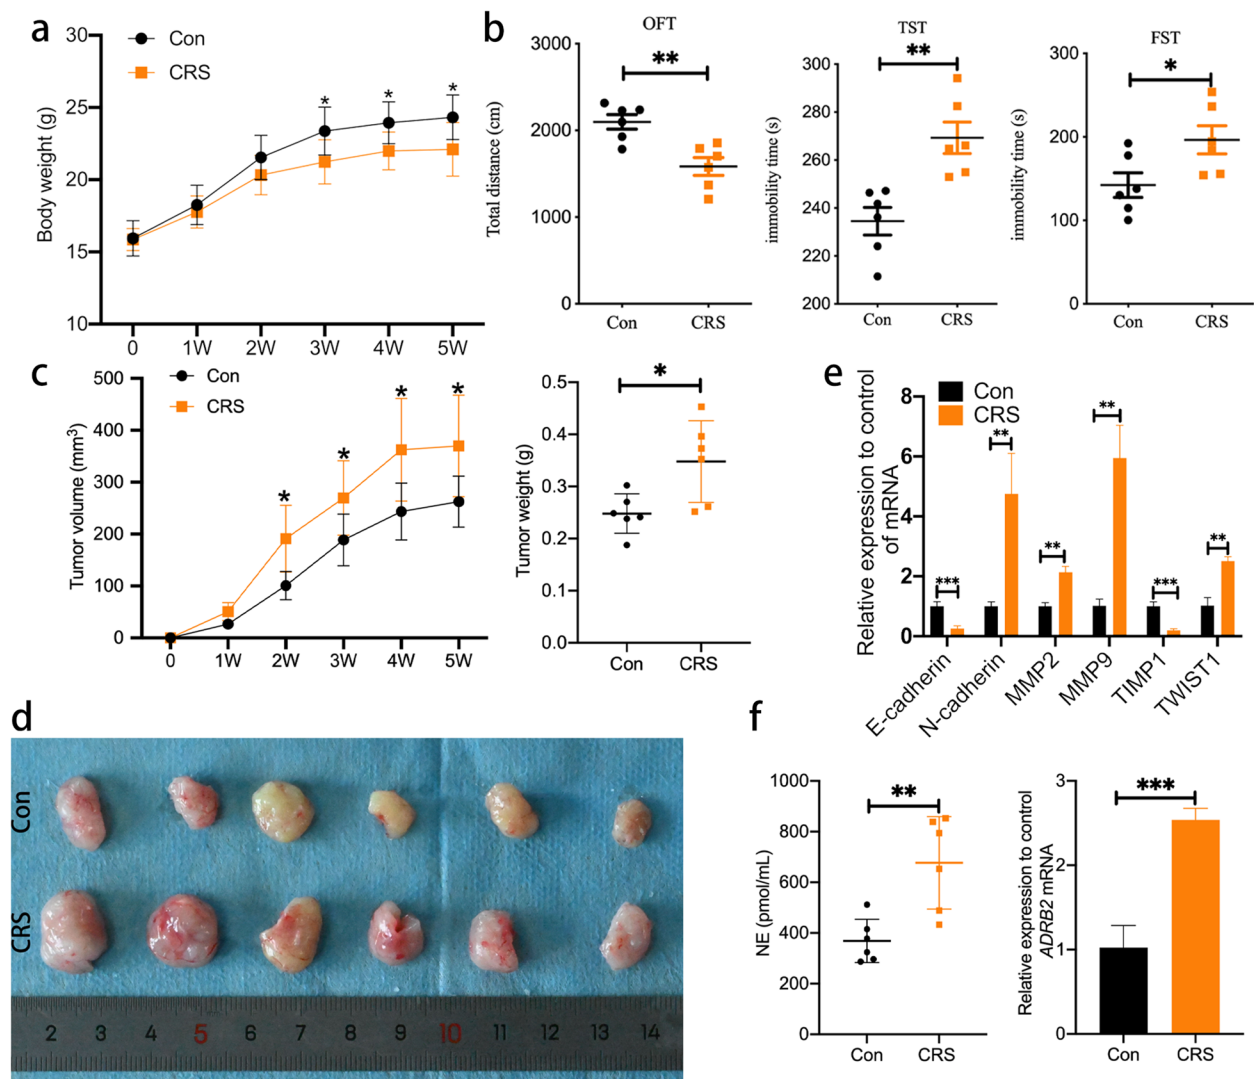 a
Con
CRS
Body weight (g)
30
25
20
15
10
* * *
0 1W 2W 3W 4W 5W
b
OFT
**
Total distance (cm)
3000
2000
1000
0
Con CRS
TST
**
immobility time (s)
300
280
260
240
220
200
Con CRS
FST
*
immobility time (s)
300
200
100
0
Con CRS
c
Con
CRS
Tumor volume (mm³)
500
400
300
200
100
0
* * * *
0 1W 2W 3W 4W 5W
*
Tumor weight (g)
0.5
0.4
0.3
0.2
0.1
0.0
Con CRS
e
Con
CRS
Relative expression to control
of mRNA
8
6
4
2
0
*** ** ** ** *** **
E-cadherin
N-cadherin
MMP2
MMP9
TIMP1
TWIST1
d
Con
CRS
2 3 4 5 6 7 8 9 10 11 12 13 14
f
**
NE (pmol/mL)
1000
800
600
400
200
0
Con CRS
***
Relative expression to control
ADRB2 mRNA
3
2
1
0
Con CRS